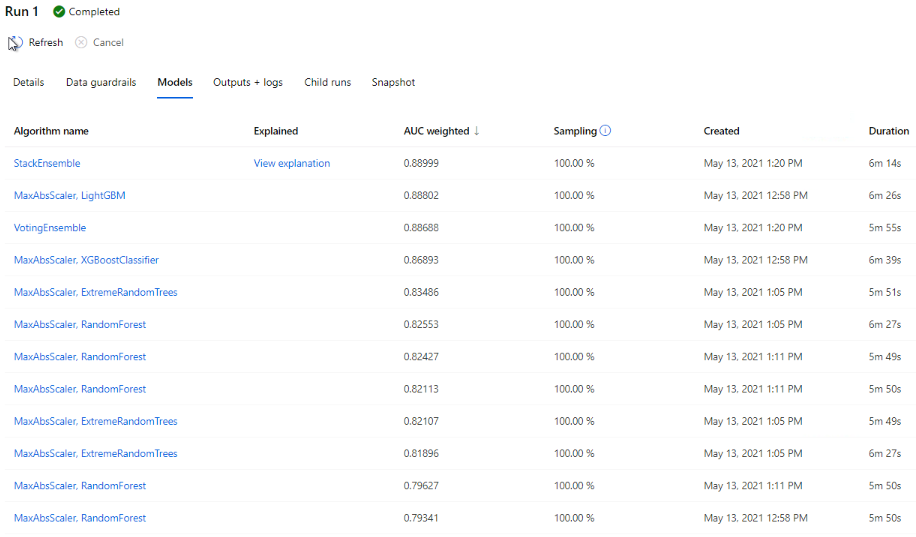 Run 1 Completed
Refresh Cancel
Details Data guardrails Models Outputs + logs Child runs Snapshot
Algorithm name Explained AUC weighted ↓ Sampling Created Duration
StackEnsemble View explanation 0.88999 100.00 % May 13, 2021 1:20 PM 6m 14s
MaxAbsScaler, LightGBM 0.88802 100.00 % May 13, 2021 12:58 PM 6m 26s
VotingEnsemble 0.88688 100.00 % May 13, 2021 1:20 PM 5m 55s
MaxAbsScaler, XGBoostClassifier 0.86893 100.00 % May 13, 2021 12:58 PM 6m 39s
MaxAbsScaler, ExtremeRandomTrees 0.83486 100.00 % May 13, 2021 1:05 PM 5m 51s
MaxAbsScaler, RandomForest 0.82553 100.00 % May 13, 2021 1:05 PM 6m 27s
MaxAbsScaler, RandomForest 0.82427 100.00 % May 13, 2021 1:11 PM 5m 49s
MaxAbsScaler, RandomForest 0.82113 100.00 % May 13, 2021 1:11 PM 5m 50s
MaxAbsScaler, ExtremeRandomTrees 0.82107 100.00 % May 13, 2021 1:05 PM 5m 49s
MaxAbsScaler, ExtremeRandomTrees 0.81896 100.00 % May 13, 2021 1:05 PM 6m 27s
MaxAbsScaler, RandomForest 0.79627 100.00 % May 13, 2021 1:11 PM 5m 50s
MaxAbsScaler, RandomForest 0.79341 100.00 % May 13, 2021 12:58 PM 5m 50s